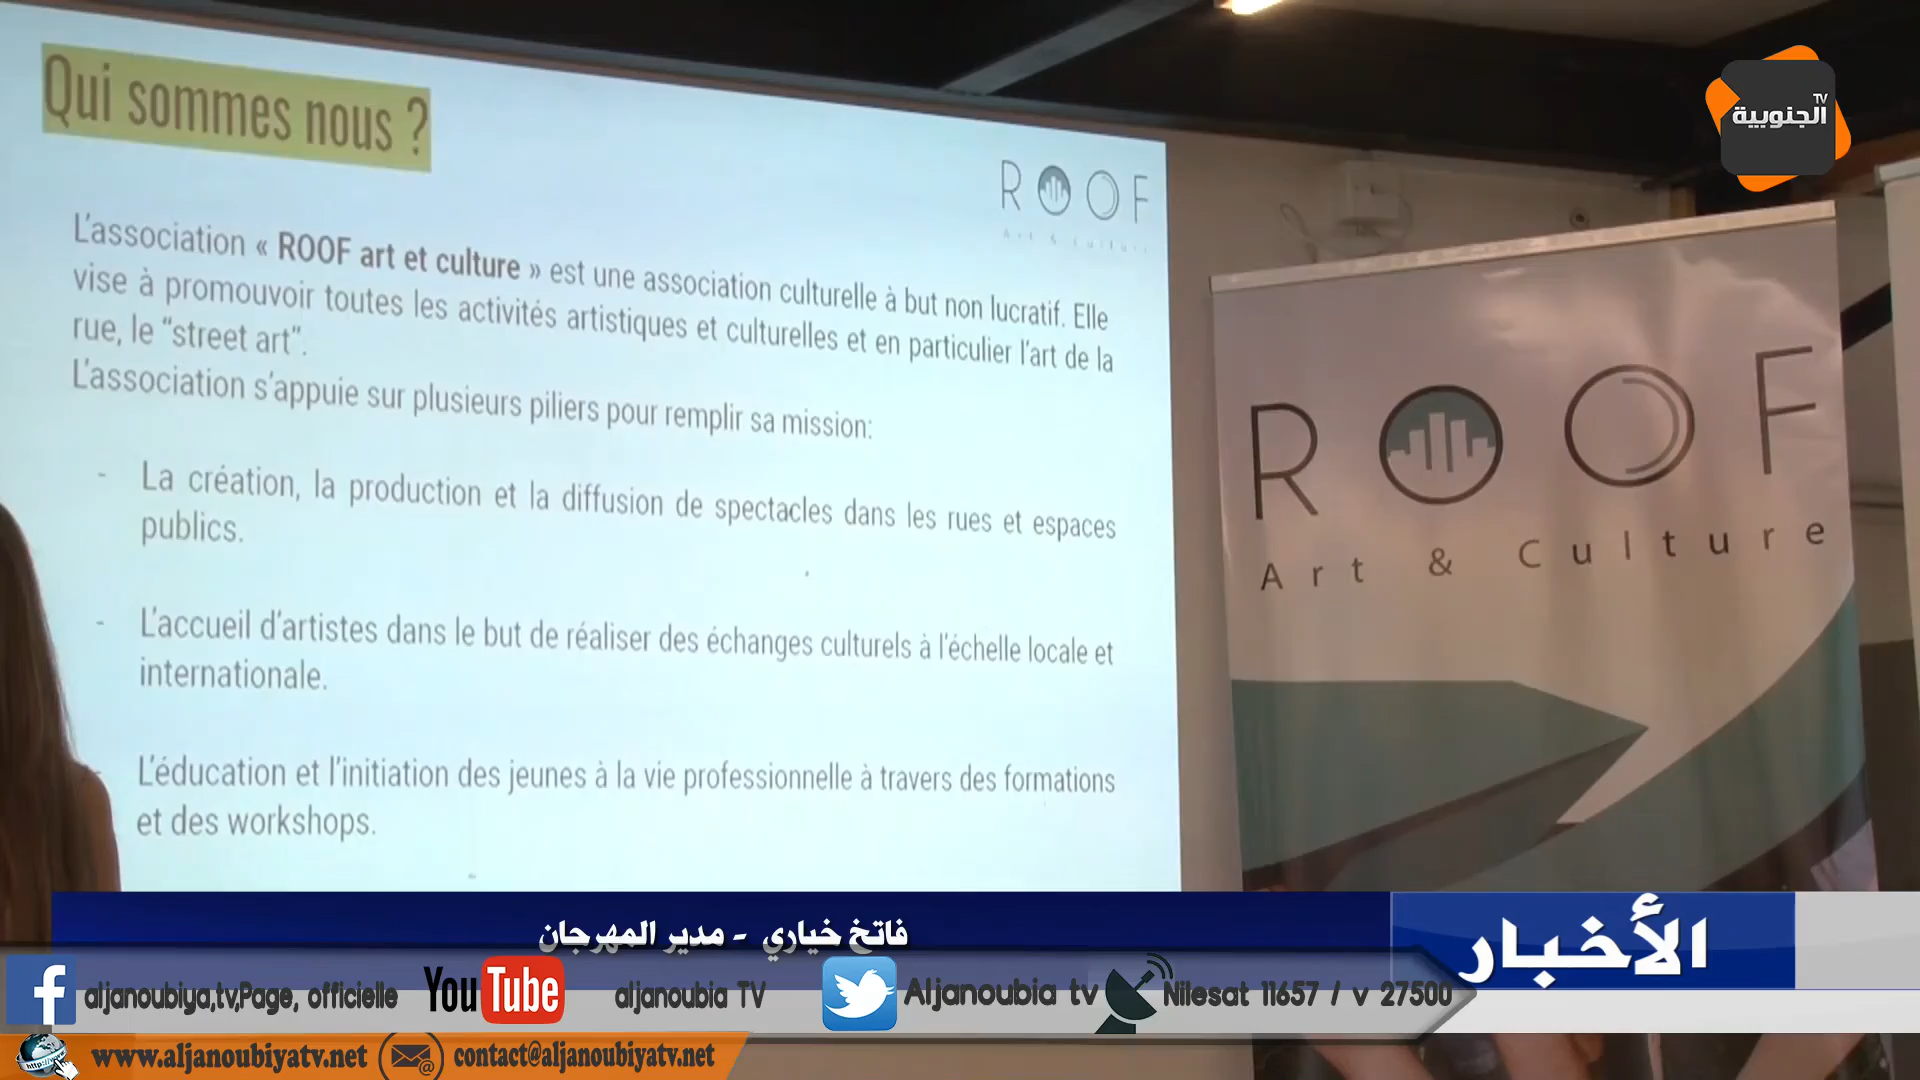 Qui sommes nous ?
ROOF
Art & Culture
L'association « ROOF art et culture » est une association culturelle à but non lucratif. Elle
vise à promouvoir toutes les activités artistiques et culturelles et en particulier l'art de la
rue, le “street art”.
L'association s'appuie sur plusieurs piliers pour remplir sa mission:
- La création, la production et la diffusion de spectacles dans les rues et espaces
publics.
- L'accueil d'artistes dans le but de réaliser des échanges culturels à l'échelle locale et
internationale.
L'éducation et l'initiation des jeunes à la vie professionnelle à travers des formations
et des workshops.
الجنوبية TV
ROOF
Art & Culture
فاتخ خياري - مدير المهرجان
الأخبار
f aljanoubiya,tv,Page, officielle YouTube aljanoubia TV Aljanoubia tv Nilesat 11657 / v 27500
http:// www.aljanoubiyatv.net @ contact@aljanoubiyatv.net